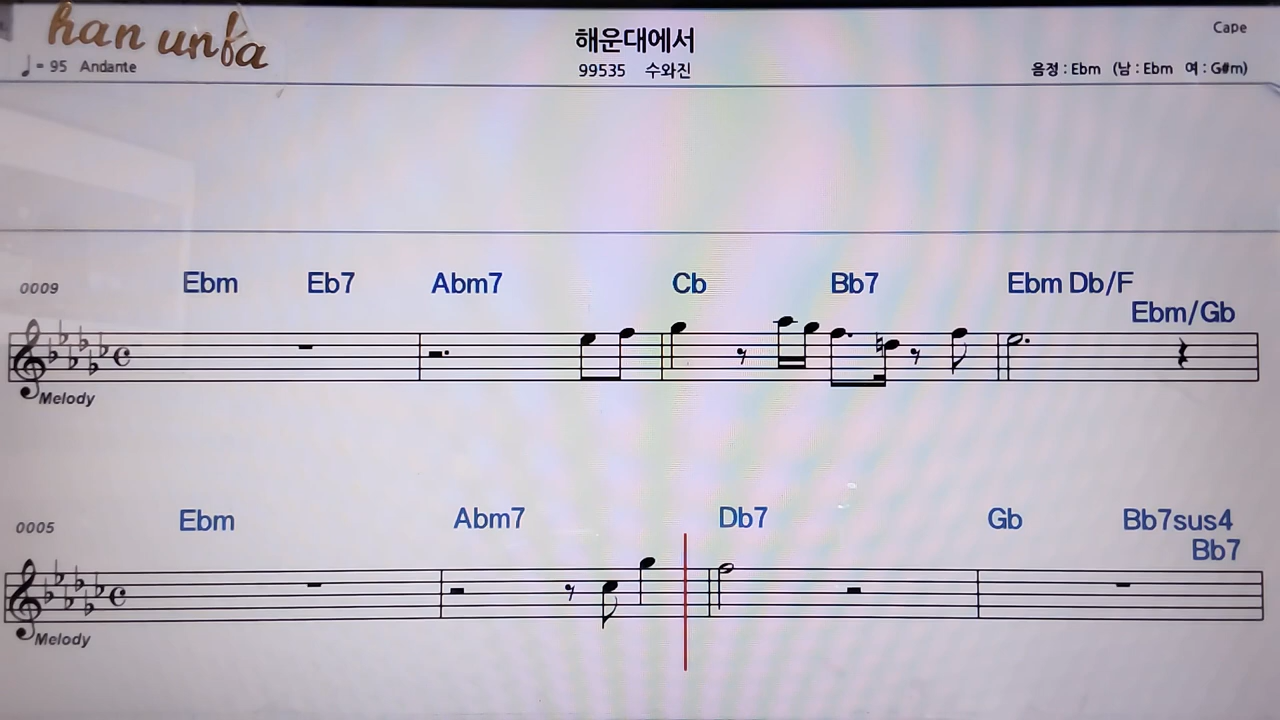 han unfa
해운대에서
Cape
♩= 95 Andante
99535 수와진
음정 : Ebm (남 : Ebm 여 : G#m)
0009
Ebm Eb7 Abm7 Cb Bb7 Ebm Db/F
Ebm/Gb
Melody
0005
Ebm Abm7 Db7 Gb Bb7sus4
Bb7
Melody